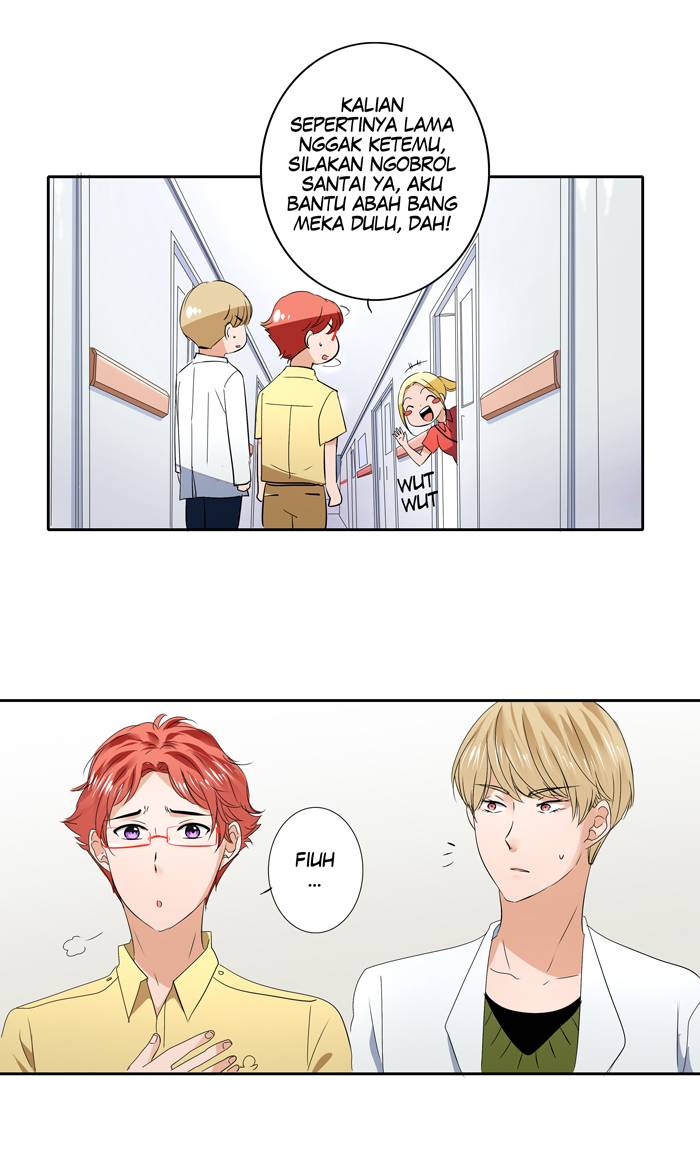 KALIAN
SEPERTINYA LAMA
NGGAK KETEMU,
SILAKAN NGOBROL
SANTAI YA, AKU
BANTU ABAH BANG
MEKA DULU, DAH!
WUT
WUT
FIUH
...